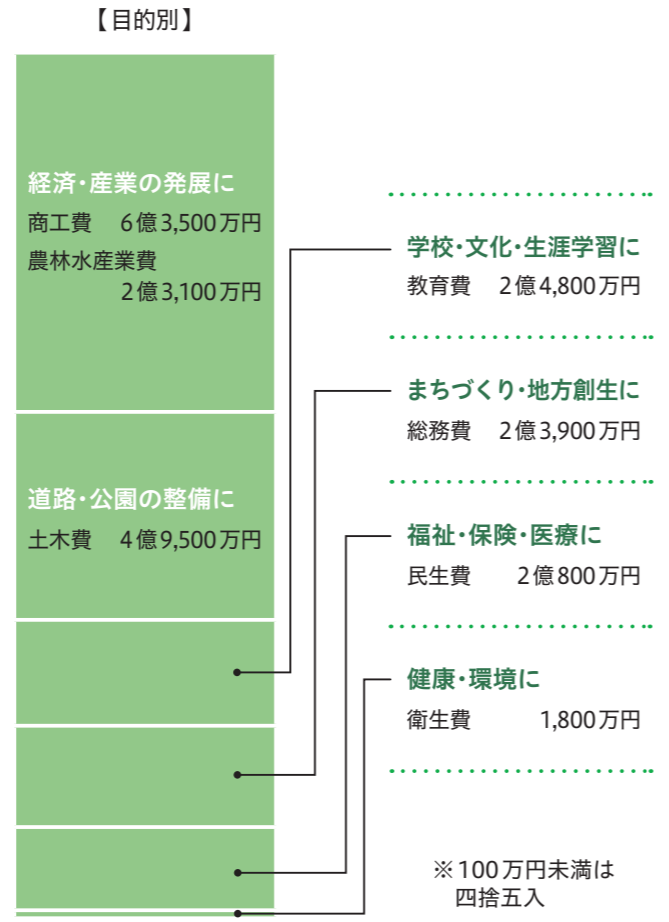 【目的別】
経済・産業の発展に
商工費 6億3,500万円
農林水産業費
2億3,100万円
道路・公園の整備に
土木費 4億9,500万円
学校・文化・生涯学習に
教育費 2億4,800万円
まちづくり・地方創生に
総務費 2億3,900万円
福祉・保険・医療に
民生費 2億800万円
健康・環境に
衛生費 1,800万円
※100万円未満は
四捨五入